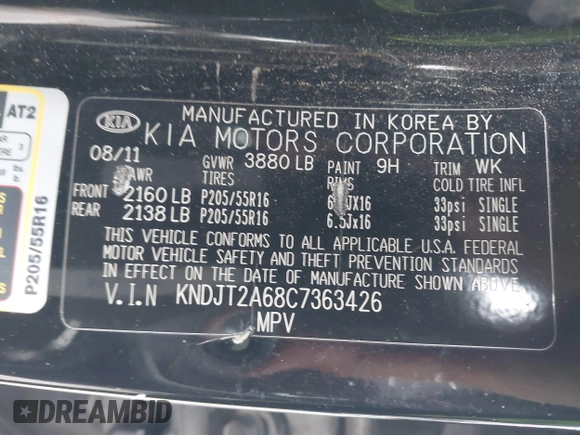 AT2
P205/55R16
KIA
MANUFACTURED IN KOREA BY
KIA MOTORS CORPORATION
08/11 GVWR 3880 LB PAINT 9H TRIM WK
TIRES COLD TIRE INFL
FRONT 2160 LB P205/55R16 33psi SINGLE
REAR 2138 LB P205/55R16 6.5Jx16 33psi SINGLE
THIS VEHICLE CONFORMS TO ALL APPLICABLE U.S.A. FEDERAL
MOTOR VEHICLE SAFETY AND THEFT PREVENTION STANDARDS
IN EFFECT ON THE DATE OF MANUFACTURE SHOWN ABOVE.
V.I.N KNDJT2A68C7363426
MPV
DREAMBID